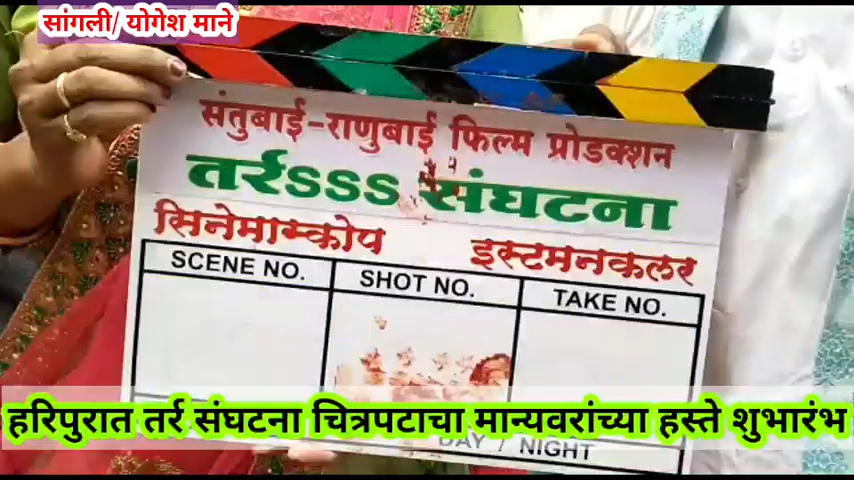 सांगली/ योगेश माने
संतुबाई-राणुबाई फिल्म प्रोडक्शन
तर्रSSS संघटना
सिनेमास्कोप इस्टमनकलर
SCENE NO. SHOT NO. TAKE NO.
हरिपुरात तर्र संघटना चित्रपटाचा मान्यवरांच्या हस्ते शुभारंभ
DAY / NIGHT